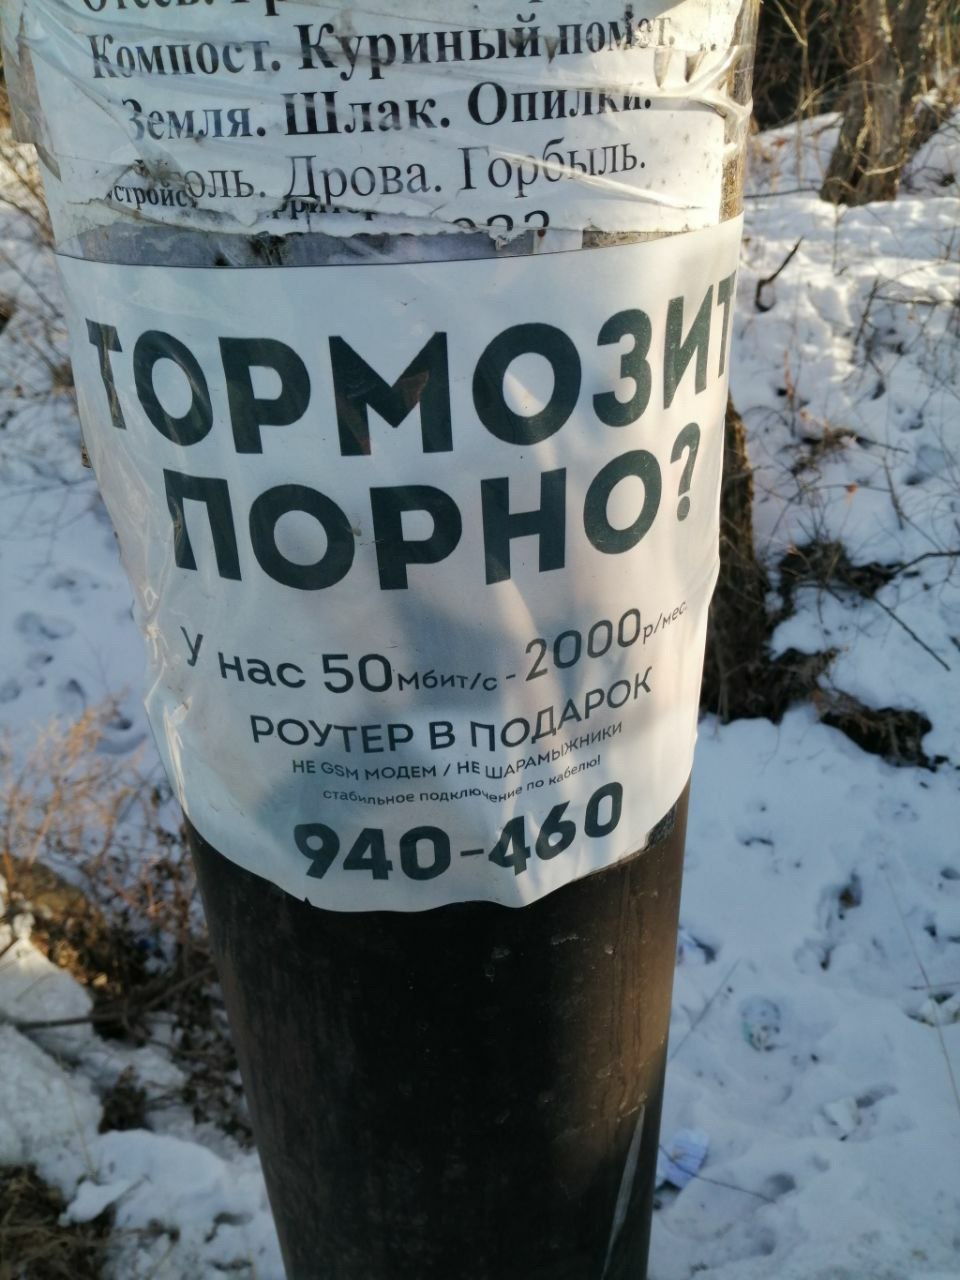 Компост. Куриный помёт.
Земля. Шлак. Опилки.
Дрова. Горбыль.
ТОРМОЗИТ
ПОРНО?
У нас 50мбит/с - 2000р/мес.
РОУТЕР В ПОДАРОК
НЕ GSM МОДЕМ / НЕ ШАРАМЫЖНИКИ
стабильное подключение по кабелю!
940-460